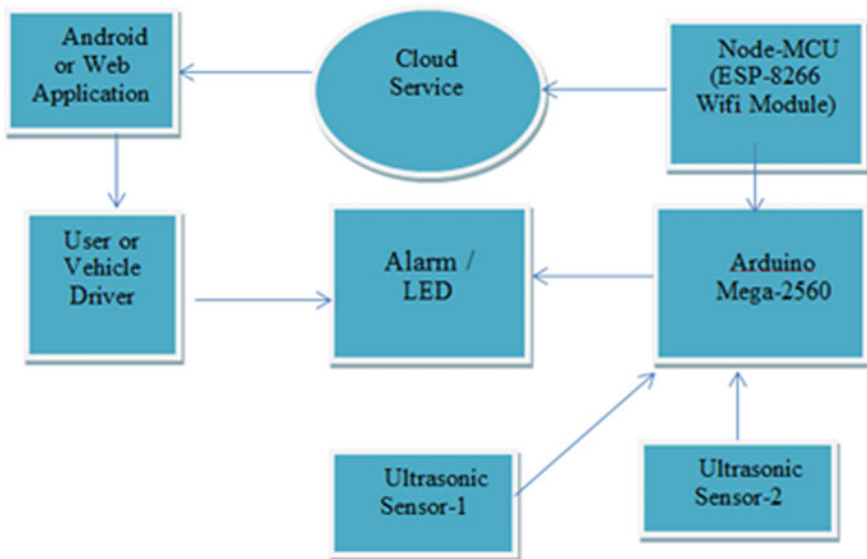 Android
or Web
Application
Cloud
Service
Node-MCU
(ESP-8266
Wifi Module)
User or
Vehicle
Driver
Alarm /
LED
Arduino
Mega-2560
Ultrasonic
Sensor-1
Ultrasonic
Sensor-2